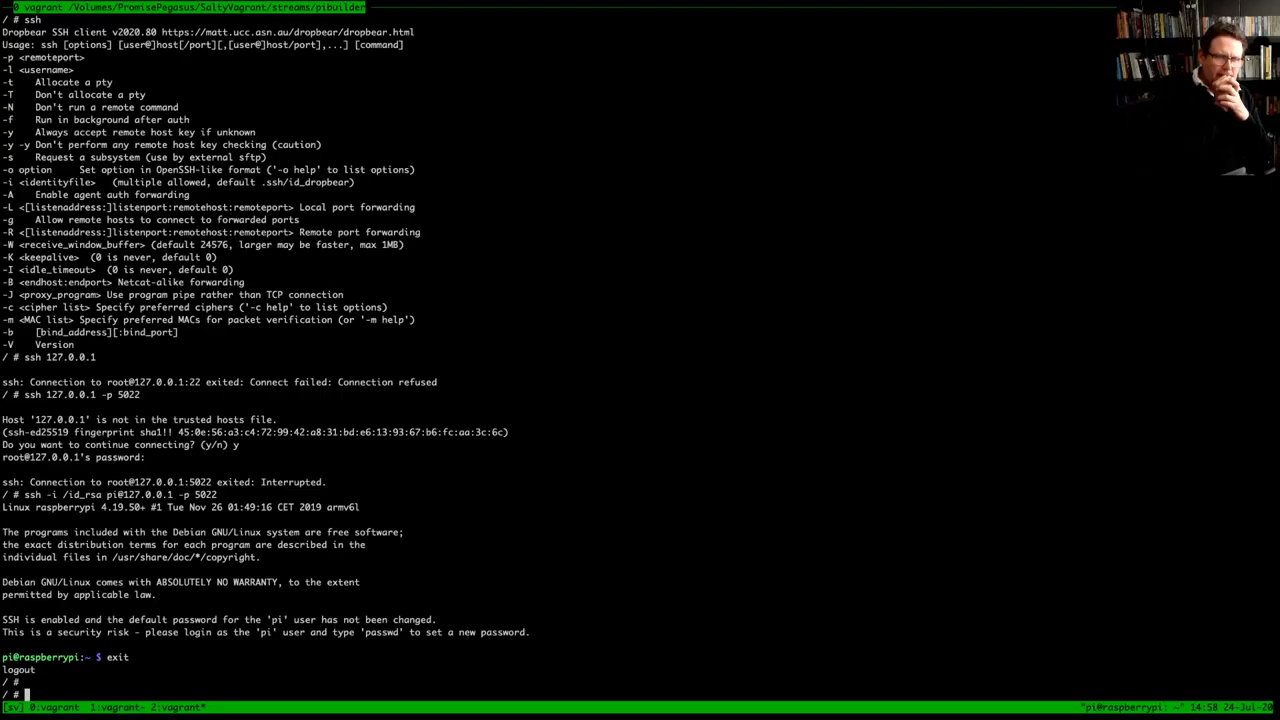 0 vagrant /Volumes/PromisePegasus/SaltyVagrant/streams/pibuilder
/ # ssh
Dropbear SSH client v2020.80 https://matt.ucc.asn.au/dropbear/dropbear.html
Usage: ssh [options] [user@]host[/port][,[user@]host/port],...] [command]
-p <remoteport>
-l <username>
-t    Allocate a pty
-T    Don't allocate a pty
-N    Don't run a remote command
-f    Run in background after auth
-y    Always accept remote host key if unknown
-y -y Don't perform any remote host key checking (caution)
-s    Request a subsystem (use by external sftp)
-o option     Set option in OpenSSH-like format ('-o help' to list options)
-i <identityfile>   (multiple allowed, default .ssh/id_dropbear)
-A    Enable agent auth forwarding
-L <[listenaddress:]listenport:remotehost:remoteport> Local port forwarding
-g    Allow remote hosts to connect to forwarded ports
-R <[listenaddress:]listenport:remotehost:remoteport> Remote port forwarding
-W <receive_window_buffer> (default 24576, larger may be faster, max 1MB)
-K <keepalive>  (0 is never, default 0)
-I <idle_timeout>  (0 is never, default 0)
-B <endhost:endport> Netcat-alike forwarding
-J <proxy_program> Use program pipe rather than TCP connection
-c <cipher list> Specify preferred ciphers ('-c help' to list options)
-m <MAC list> Specify preferred MACs for packet verification (or '-m help')
-b    [bind_address][:bind_port]
-V    Version
/ # ssh 127.0.0.1
ssh: Connection to root@127.0.0.1:22 exited: Connect failed: Connection refused
/ # ssh 127.0.0.1 -p 5022
Host '127.0.0.1' is not in the trusted hosts file.
(ssh-ed25519 fingerprint sha1!! 45:0e:56:a3:c4:72:99:42:a8:31:bd:e6:13:93:67:b6:fc:aa:3c:6c)
Do you want to continue connecting? (y/n) y
root@127.0.0.1's password:
ssh: Connection to root@127.0.0.1:5022 exited: Interrupted.
/ # ssh -i /id_rsa pi@127.0.0.1 -p 5022
Linux raspberrypi 4.19.50+ #1 Tue Nov 26 01:49:16 CET 2019 armv6l
The programs included with the Debian GNU/Linux system are free software;
the exact distribution terms for each program are described in the
individual files in /usr/share/doc/*/copyright.
Debian GNU/Linux comes with ABSOLUTELY NO WARRANTY, to the extent
permitted by applicable law.
SSH is enabled and the default password for the 'pi' user has not been changed.
This is a security risk - please login as the 'pi' user and type 'passwd' to set a new password.
pi@raspberrypi:~ $ exit
logout
/ #
/ #
[sv] 0:vagrant  1:vagrant- 2:vagrant*    "pi@raspberrypi: ~" 14:58 24-Jul-20